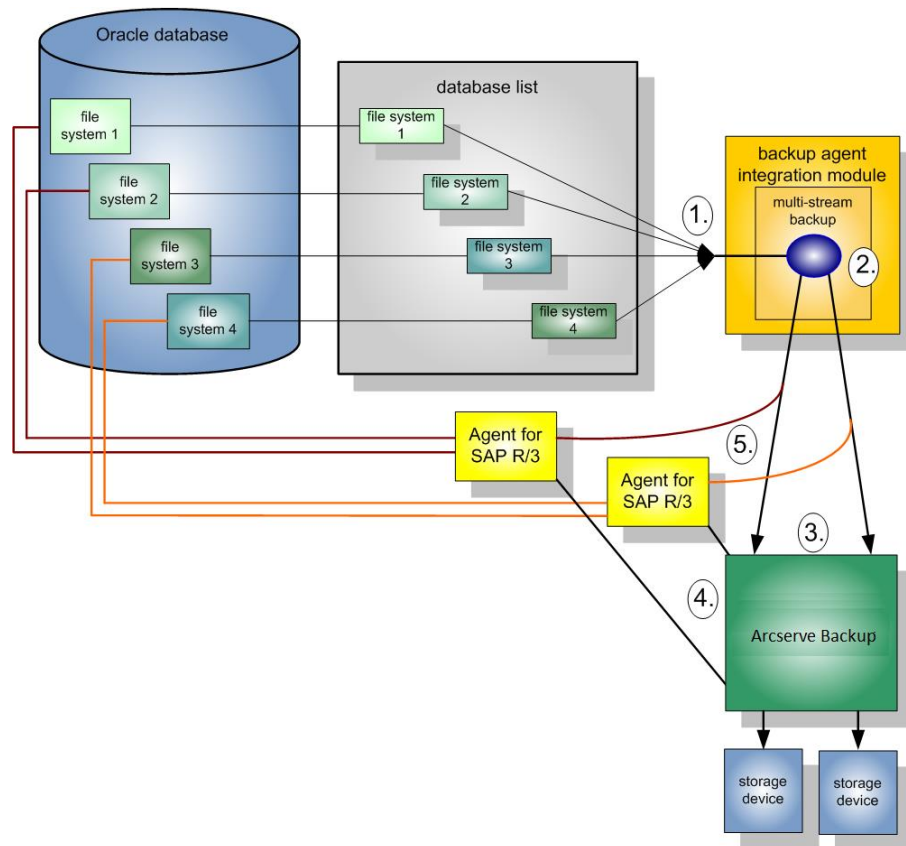 Oracle database
file
system 1
file
system 2
file
system 3
file
system 4
database list
file system
1
file system
2
file system
3
file system
4
1.
backup agent
integration module
multi-stream
backup
2.
Agent for
SAP R/3
Agent for
SAP R/3
5.
3.
4.
Arcserve Backup
storage
device
storage
device